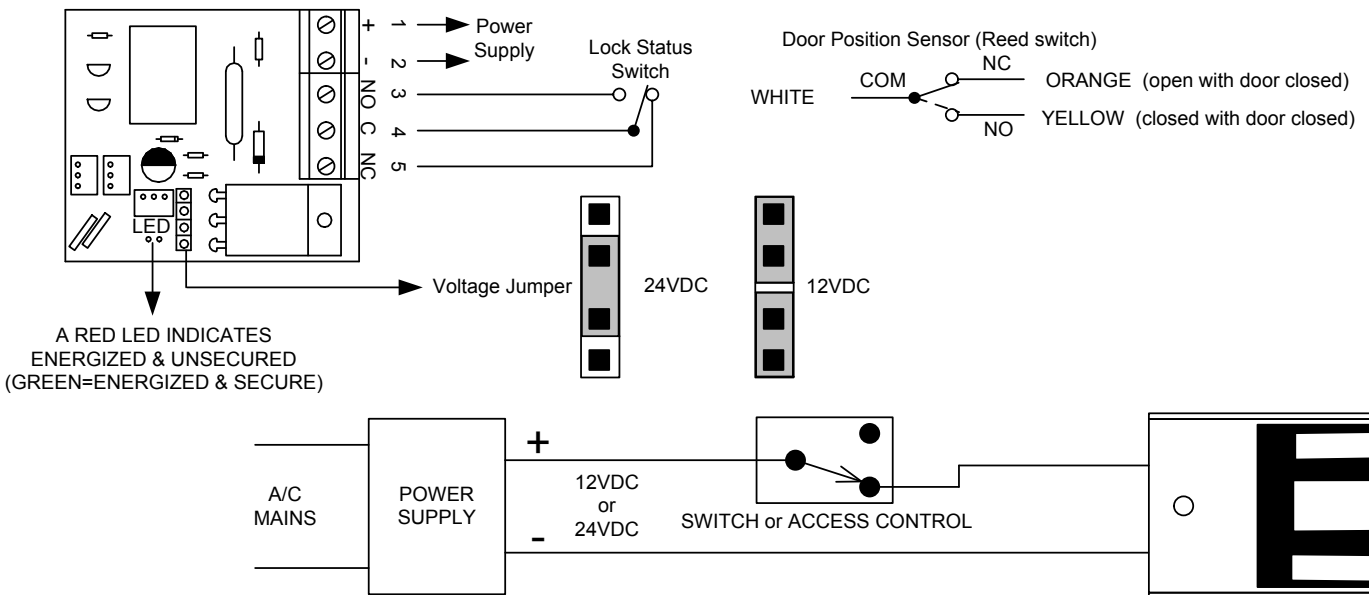 + 1 Power
- 2 Supply
NO 3
C 4
NC 5
Lock Status
Switch
LED
Door Position Sensor (Reed switch)
NC
COM
ORANGE (open with door closed)
WHITE
NO
YELLOW (closed with door closed)
Voltage Jumper
24VDC
12VDC
A RED LED INDICATES
ENERGIZED & UNSECURED
(GREEN=ENERGIZED & SECURE)
A/C
MAINS
POWER
SUPPLY
+
12VDC
or
24VDC
-
SWITCH or ACCESS CONTROL